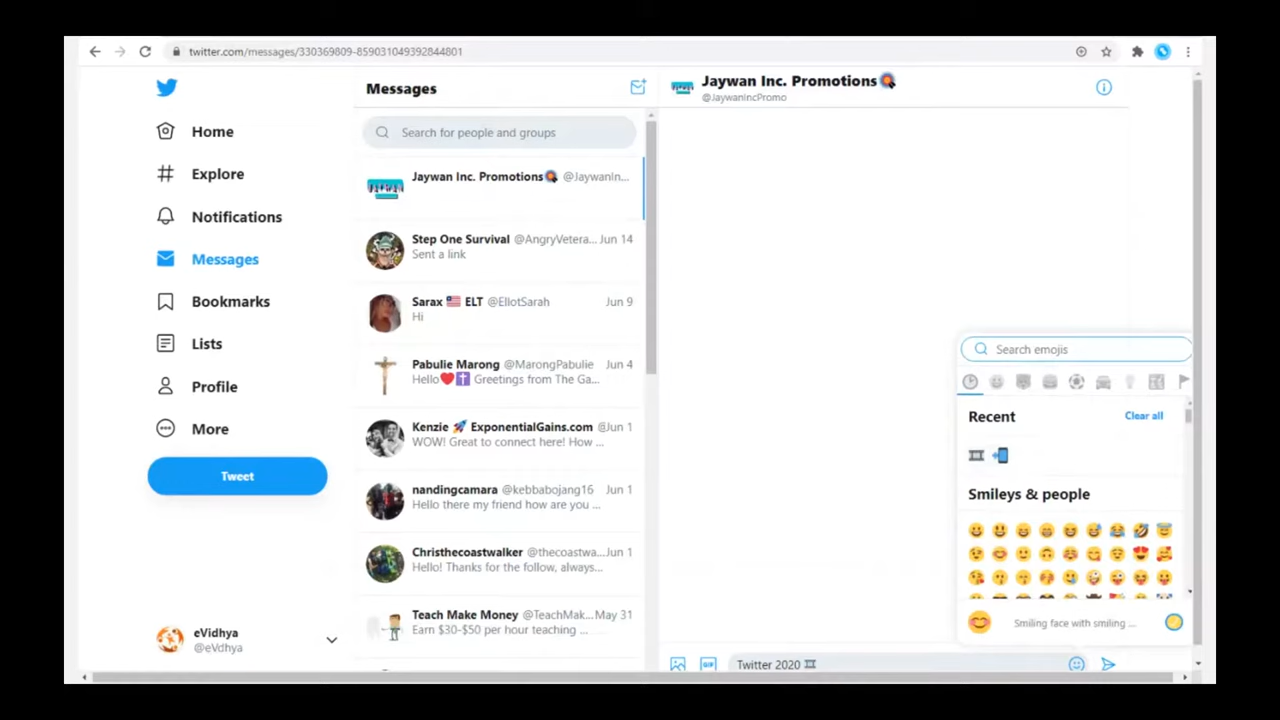 twitter.com/messages/330369809-859031049392844801
Home
Explore
Notifications
Messages
Bookmarks
Lists
Profile
More
Tweet
eVidhya
@eVdhya
Messages
Search for people and groups
Jaywan Inc. Promotions @JaywanIn...
Step One Survival @AngryVetera... Jun 14
Sent a link
Sarax 🇺🇸 ELT @EliotSarah Jun 9
Hi
Pabulie Marong @MarongPabulie Jun 4
Hello❤️✝️ Greetings from The Ga...
Kenzie 🚀 ExponentialGains.com @Jun 1
WOW! Great to connect here! How ...
nandingcamara @kebbabojang16 Jun 1
Hello there my friend how are you ...
Christhecoastwalker @thecoastwa... Jun 1
Hello! Thanks for the follow, always...
Teach Make Money @TeachMak... May 31
Earn $30-$50 per hour teaching ...
Jaywan Inc. Promotions
@JaywanIncPromo
Search emojis
Recent
Clear all
Smileys & people
Smiling face with smiling ...
GIF
Twitter 2020 🎞